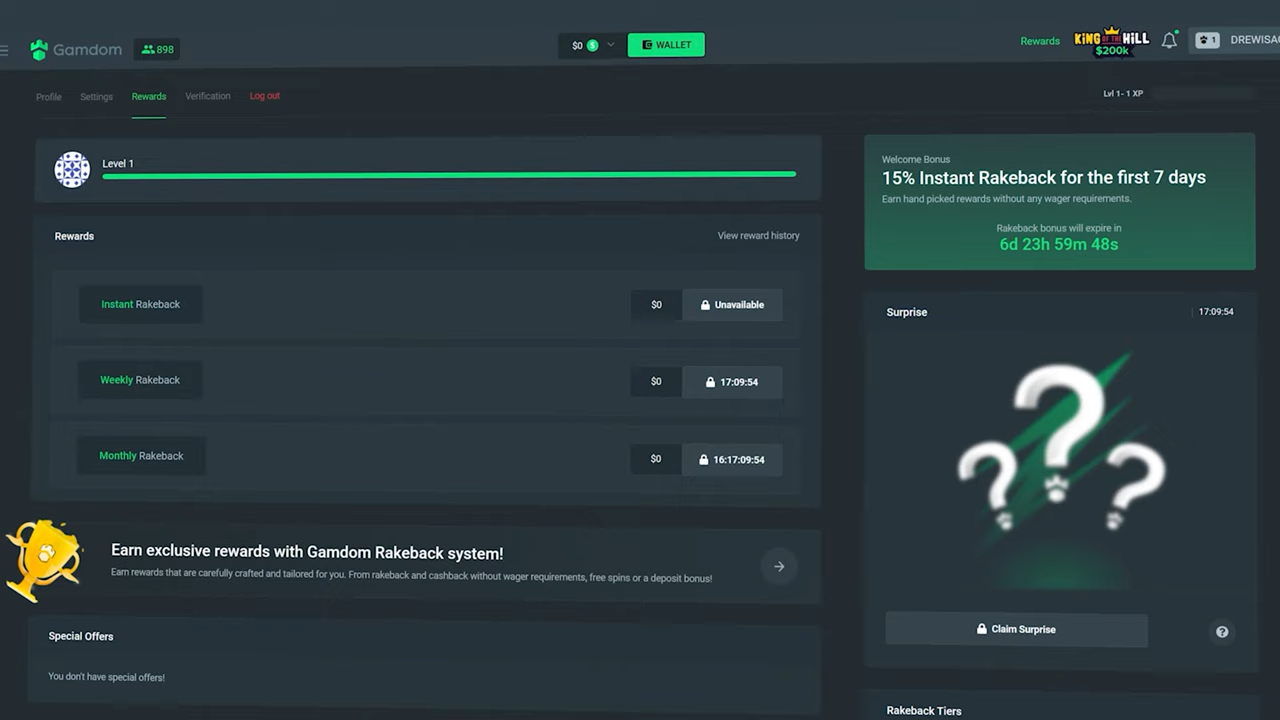 Gamdom
898
$0
WALLET
Rewards
KING OF THE HILL
$200k
1
DREWISAC
Profile
Settings
Rewards
Verification
Log out
Lvl 1- 1 XP
Level 1
Rewards
View reward history
Instant Rakeback
$0
Unavailable
Weekly Rakeback
$0
17:09:54
Monthly Rakeback
$0
16:17:09:54
Earn exclusive rewards with Gamdom Rakeback system!
Earn rewards that are carefully crafted and tailored for you. From rakeback and cashback without wager requirements, free spins or a deposit bonus!
Special Offers
You don't have special offers!
Welcome Bonus
15% Instant Rakeback for the first 7 days
Earn hand picked rewards without any wager requirements.
Rakeback bonus will expire in
6d 23h 59m 48s
Surprise
17:09:54
???
Claim Surprise
?
Rakeback Tiers